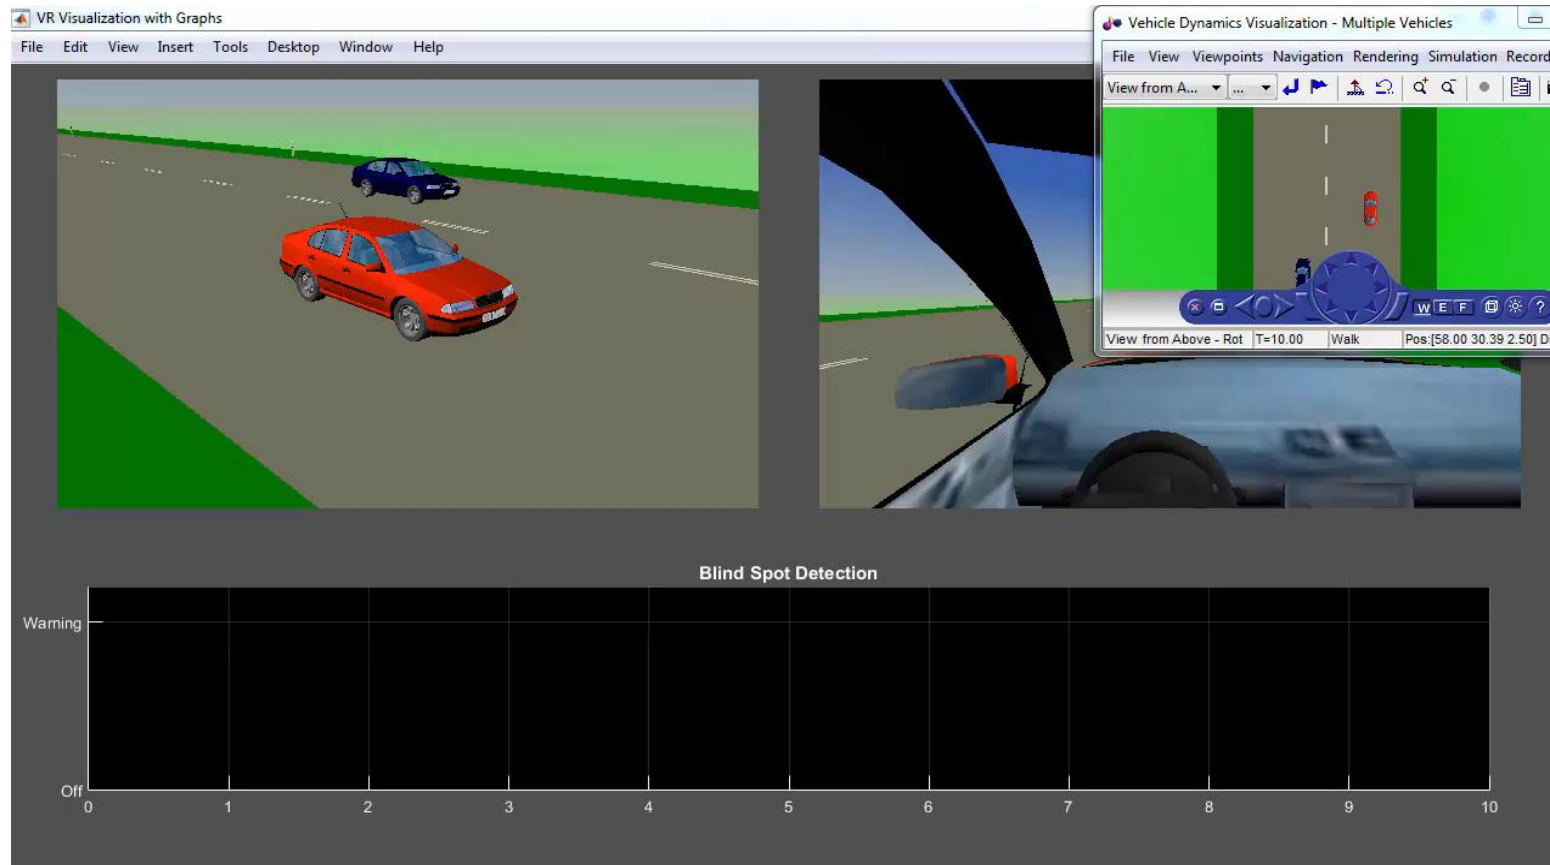 VR Visualization with Graphs
File Edit View Insert Tools Desktop Window Help
Vehicle Dynamics Visualization - Multiple Vehicles
File View Viewpoints Navigation Rendering Simulation Record
View from A... ...
W E F ?
View from Above - Rot T=10.00 Walk Pos:[58.00 30.39 2.50] Di
Blind Spot Detection
Warning
Off
0 1 2 3 4 5 6 7 8 9 10